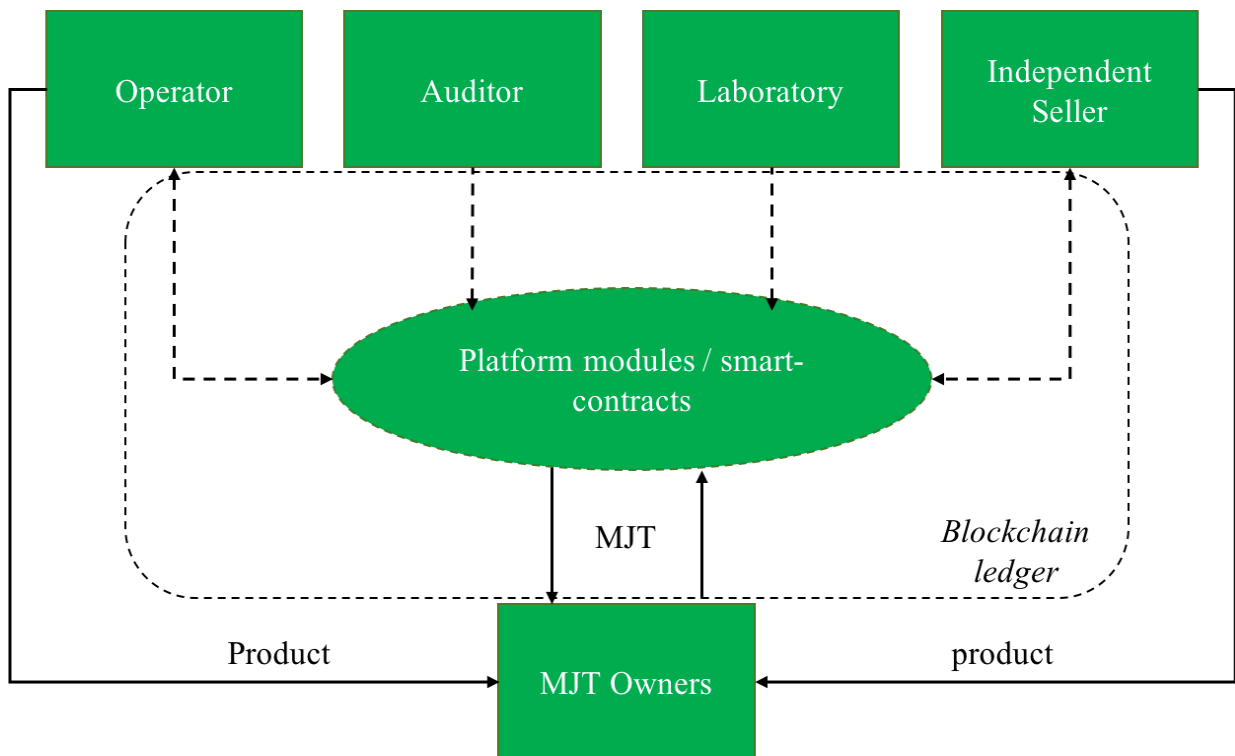 Operator
Auditor
Laboratory
Independent
Seller
Platform modules / smart-
contracts
MJT
Blockchain
ledger
Product
product
MJT Owners